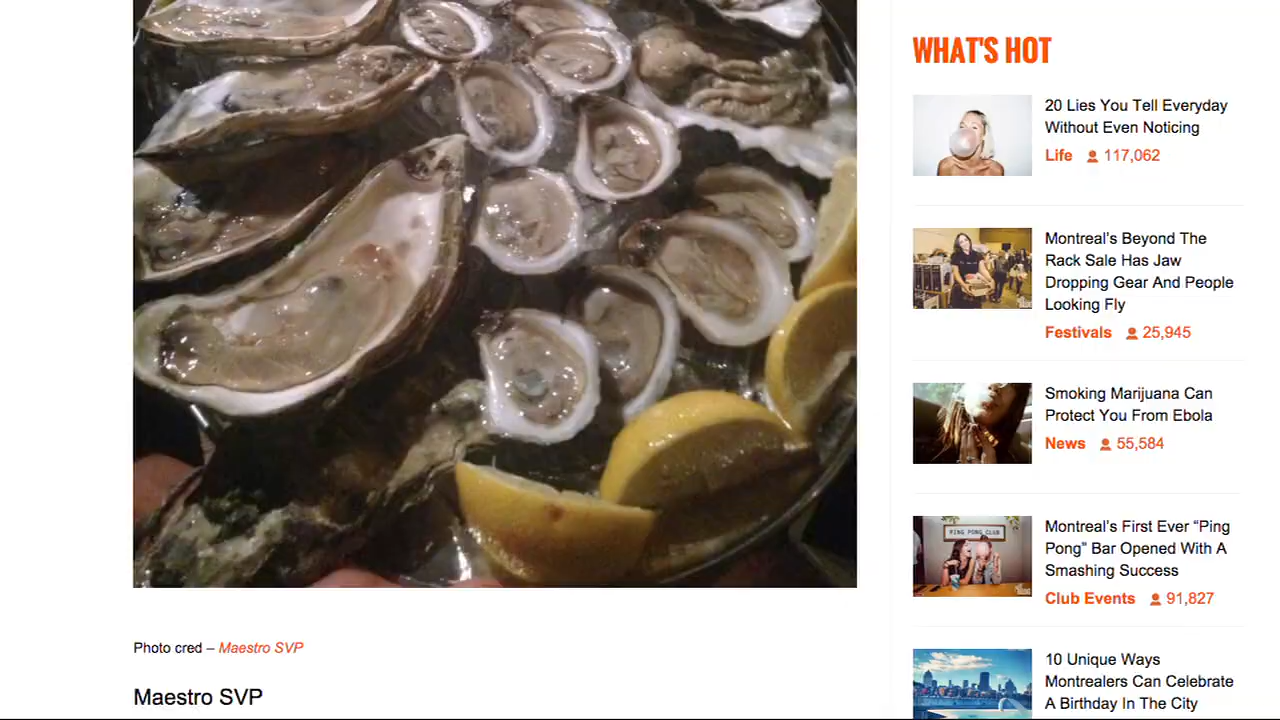 WHAT'S HOT
20 Lies You Tell Everyday
Without Even Noticing
Life 117,062
Montreal's Beyond The
Rack Sale Has Jaw
Dropping Gear And People
Looking Fly
Festivals 25,945
Smoking Marijuana Can
Protect You From Ebola
News 55,584
PING PONG CLUB
Montreal's First Ever “Ping
Pong” Bar Opened With A
Smashing Success
Club Events 91,827
10 Unique Ways
Montrealers Can Celebrate
A Birthday In The City
Photo cred – Maestro SVP
Maestro SVP